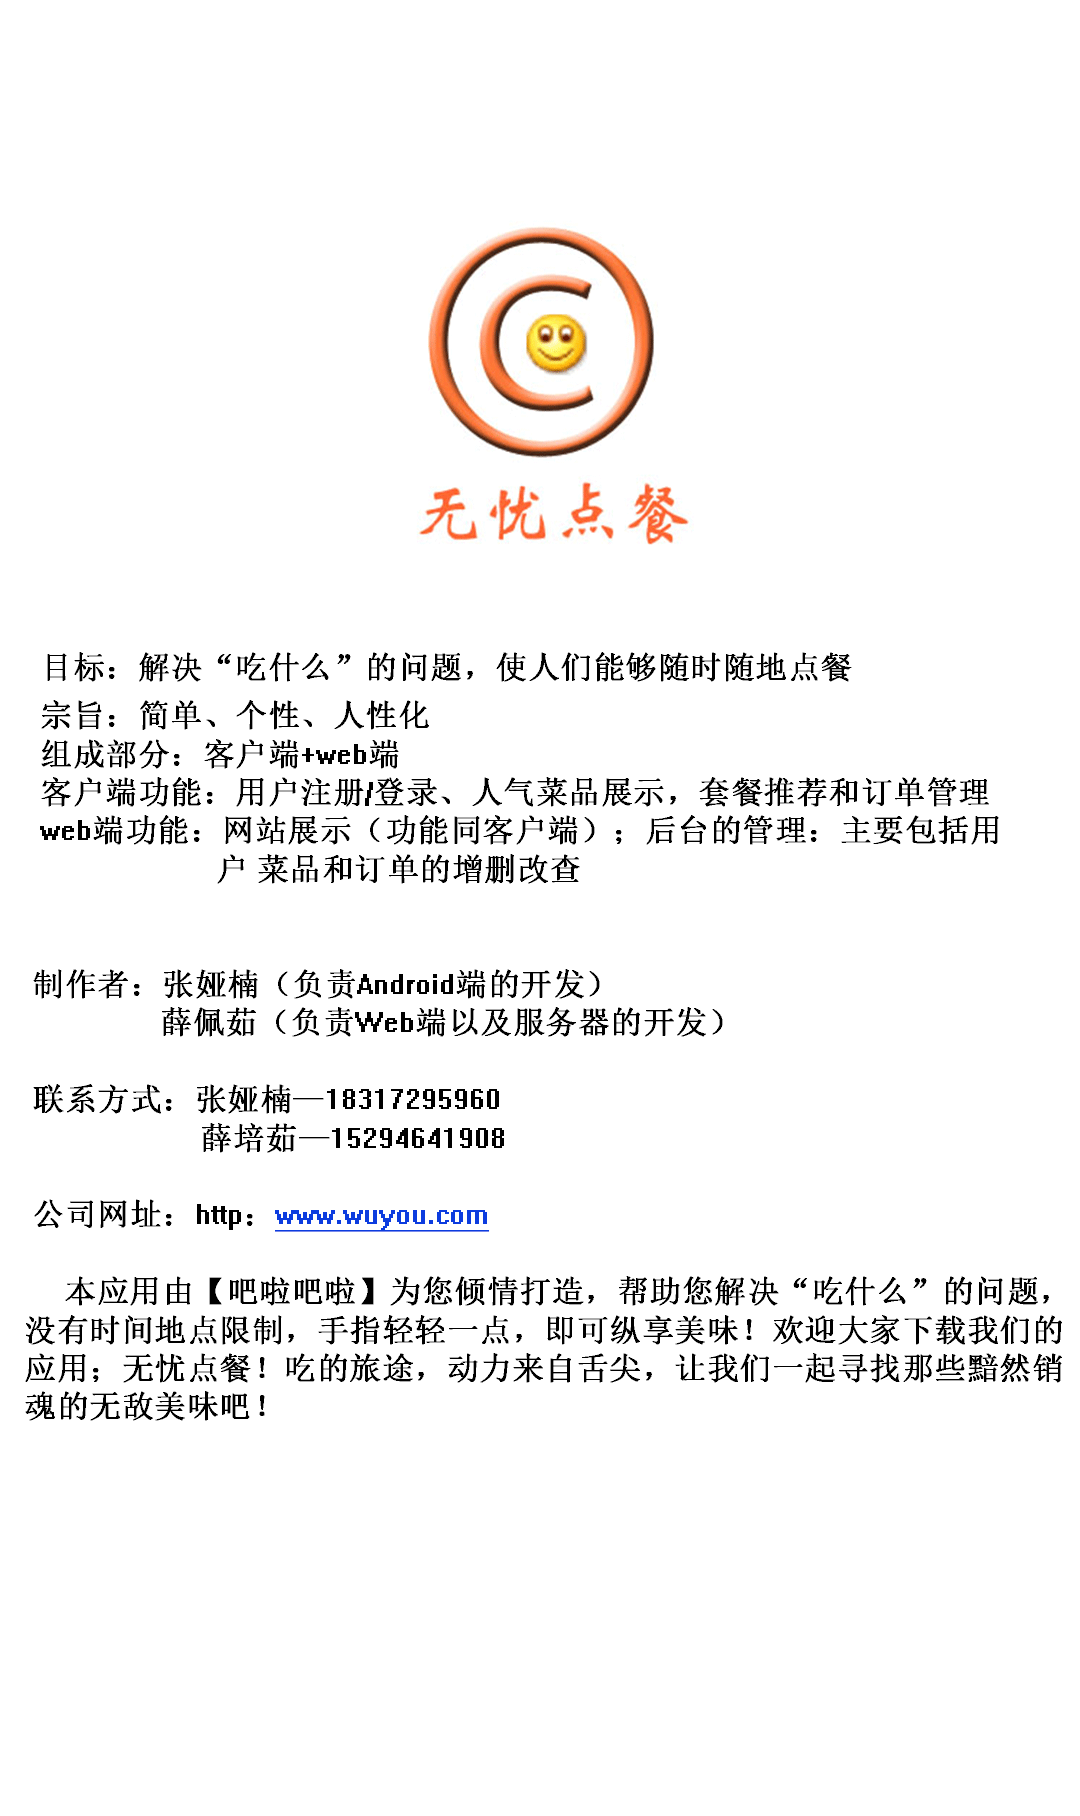 C
无忧点餐
目标：解决“吃什么”的问题，使人们能够随时随地点餐
宗旨：简单、个性、人性化
组成部分：客户端+web端
客户端功能：用户注册/登录、人气菜品展示，套餐推荐和订单管理
web端功能：网站展示（功能同客户端）；后台的管理：主要包括用
户 菜品和订单的增删改查
制作者：张娅楠（负责Android端的开发）
薛佩茹（负责Web端以及服务器的开发）
联系方式：张娅楠—18317295960
薛培茹—15294641908
公司网址：http：www.wuyou.com
本应用由【吧啦吧啦】为您倾情打造，帮助您解决“吃什么”的问题，
没有时间地点限制，手指轻轻一点，即可纵享美味！欢迎大家下载我们的
应用；无忧点餐！吃的旅途，动力来自舌尖，让我们一起寻找那些黯然销
魂的无敌美味吧！